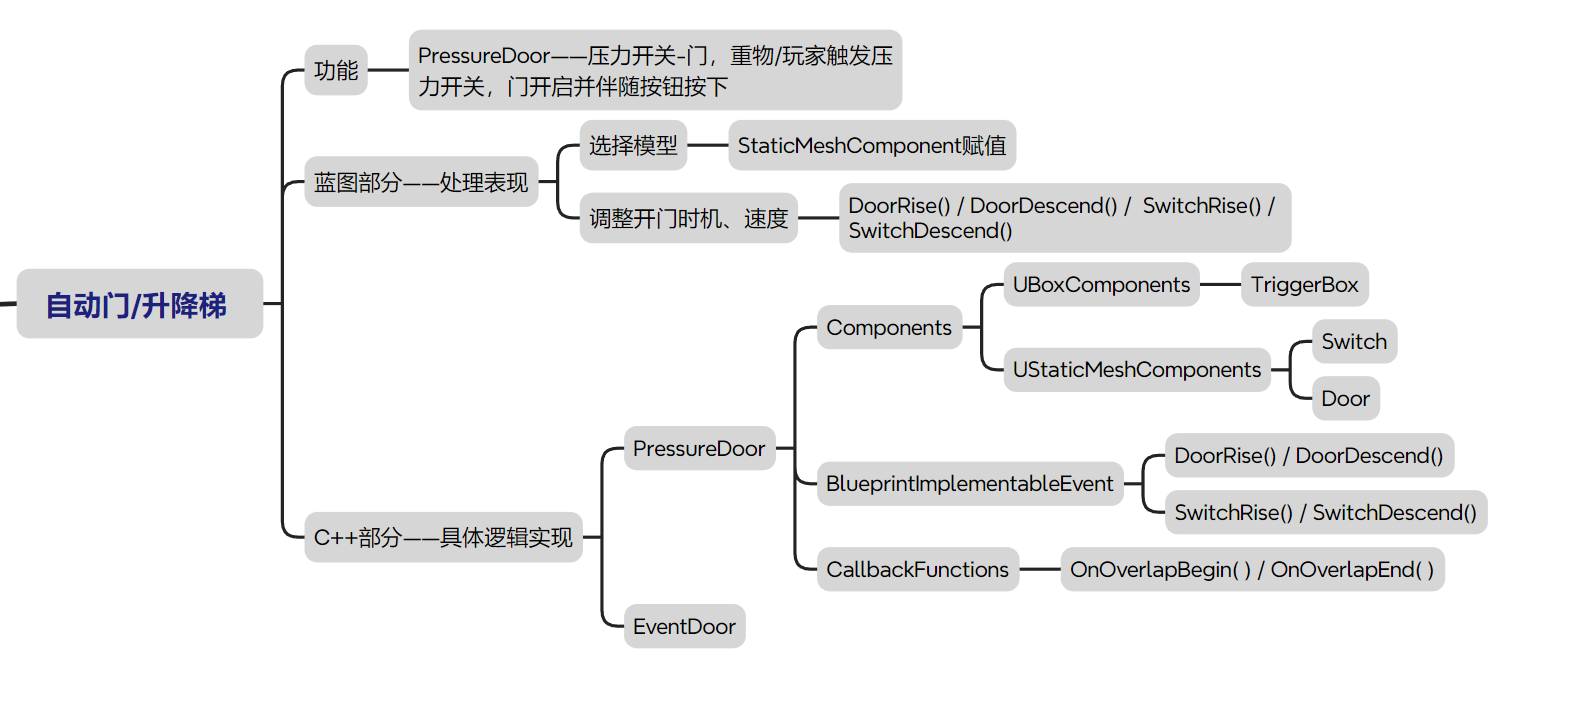 自动门/升降梯
功能
PressureDoor——压力开关-门，重物/玩家触发压
力开关，门开启并伴随按钮按下
蓝图部分——处理表现
选择模型
StaticMeshComponent赋值
调整开门时机、速度
DoorRise() / DoorDescend() /  SwitchRise() /
SwitchDescend()
C++部分——具体逻辑实现
PressureDoor
Components
UBoxComponents
TriggerBox
UStaticMeshComponents
Switch
Door
BlueprintImplementableEvent
DoorRise() / DoorDescend()
SwitchRise() / SwitchDescend()
CallbackFunctions
OnOverlapBegin( ) / OnOverlapEnd( )
EventDoor